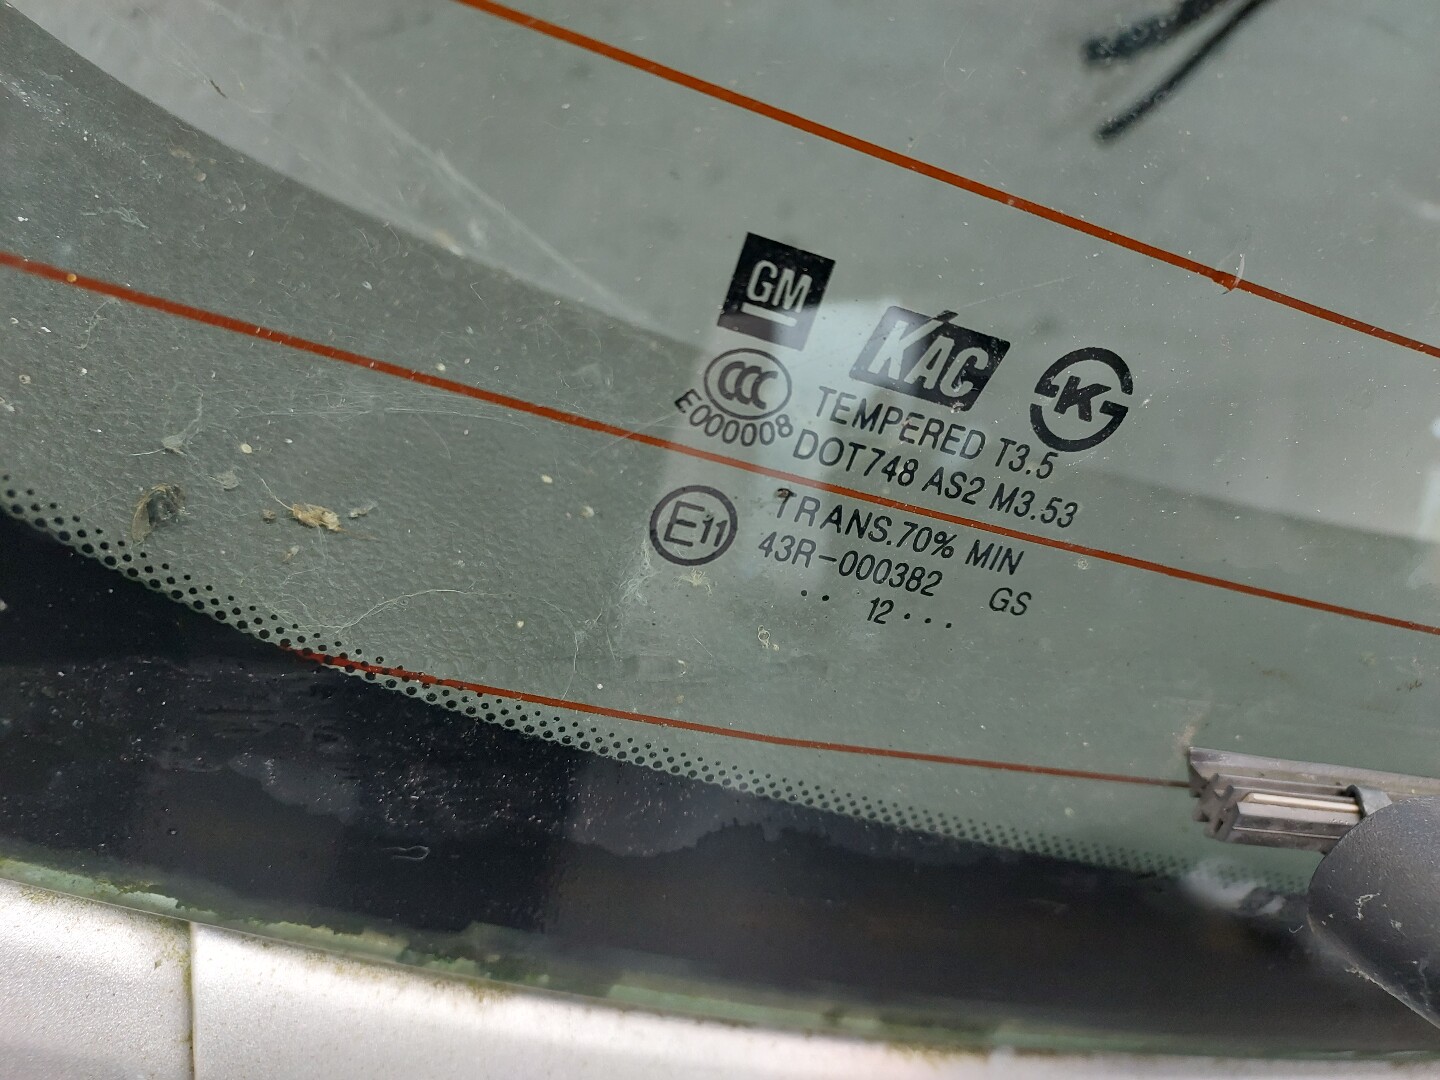 GM
KAC
K
CCC
E000008
TEMPERED T3.5
DOT748 AS2 M3.53
E11
TRANS.70% MIN
43R-000382 GS
.. 12 ...